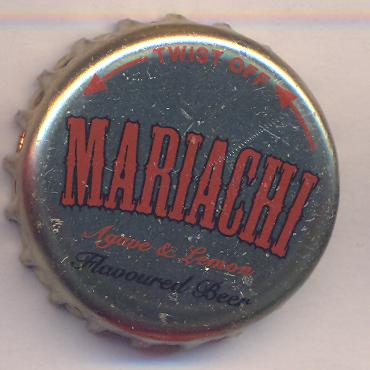 TWIST OFF
MARIACHI
Agave & Lemon
Flavoured Beer